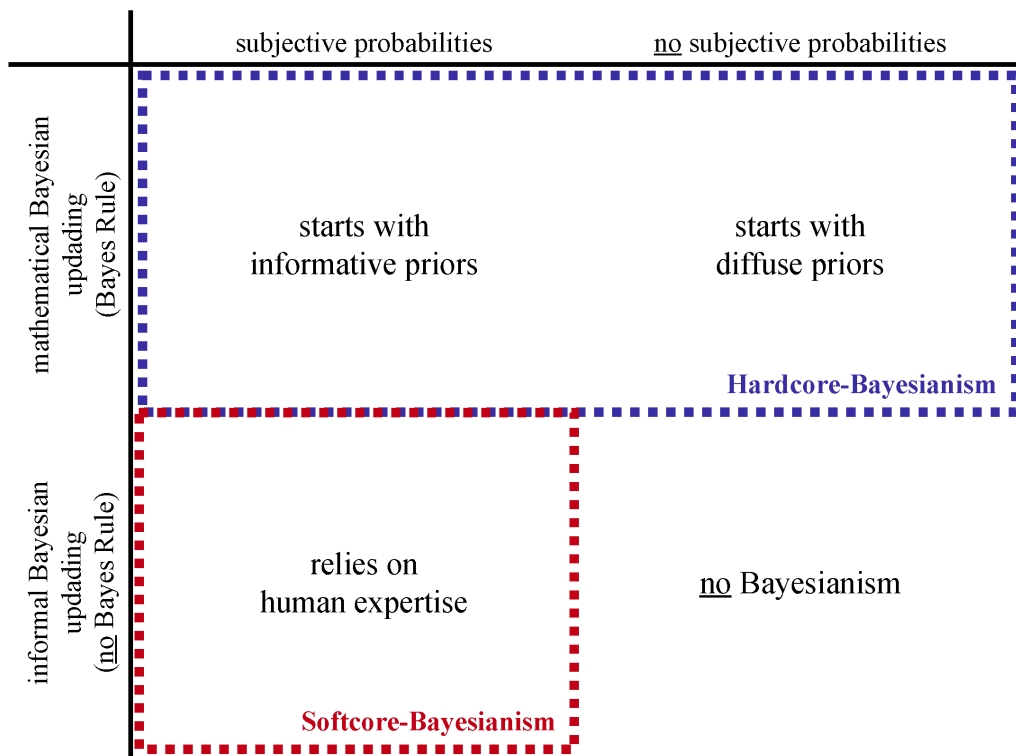 subjective probabilities
no subjective probabilities
mathematical Bayesian
updading
(Bayes Rule)
starts with
informative priors
starts with
diffuse priors
Hardcore-Bayesianism
informal Bayesian
updading
(no Bayes Rule)
relies on
human expertise
no Bayesianism
Softcore-Bayesianism